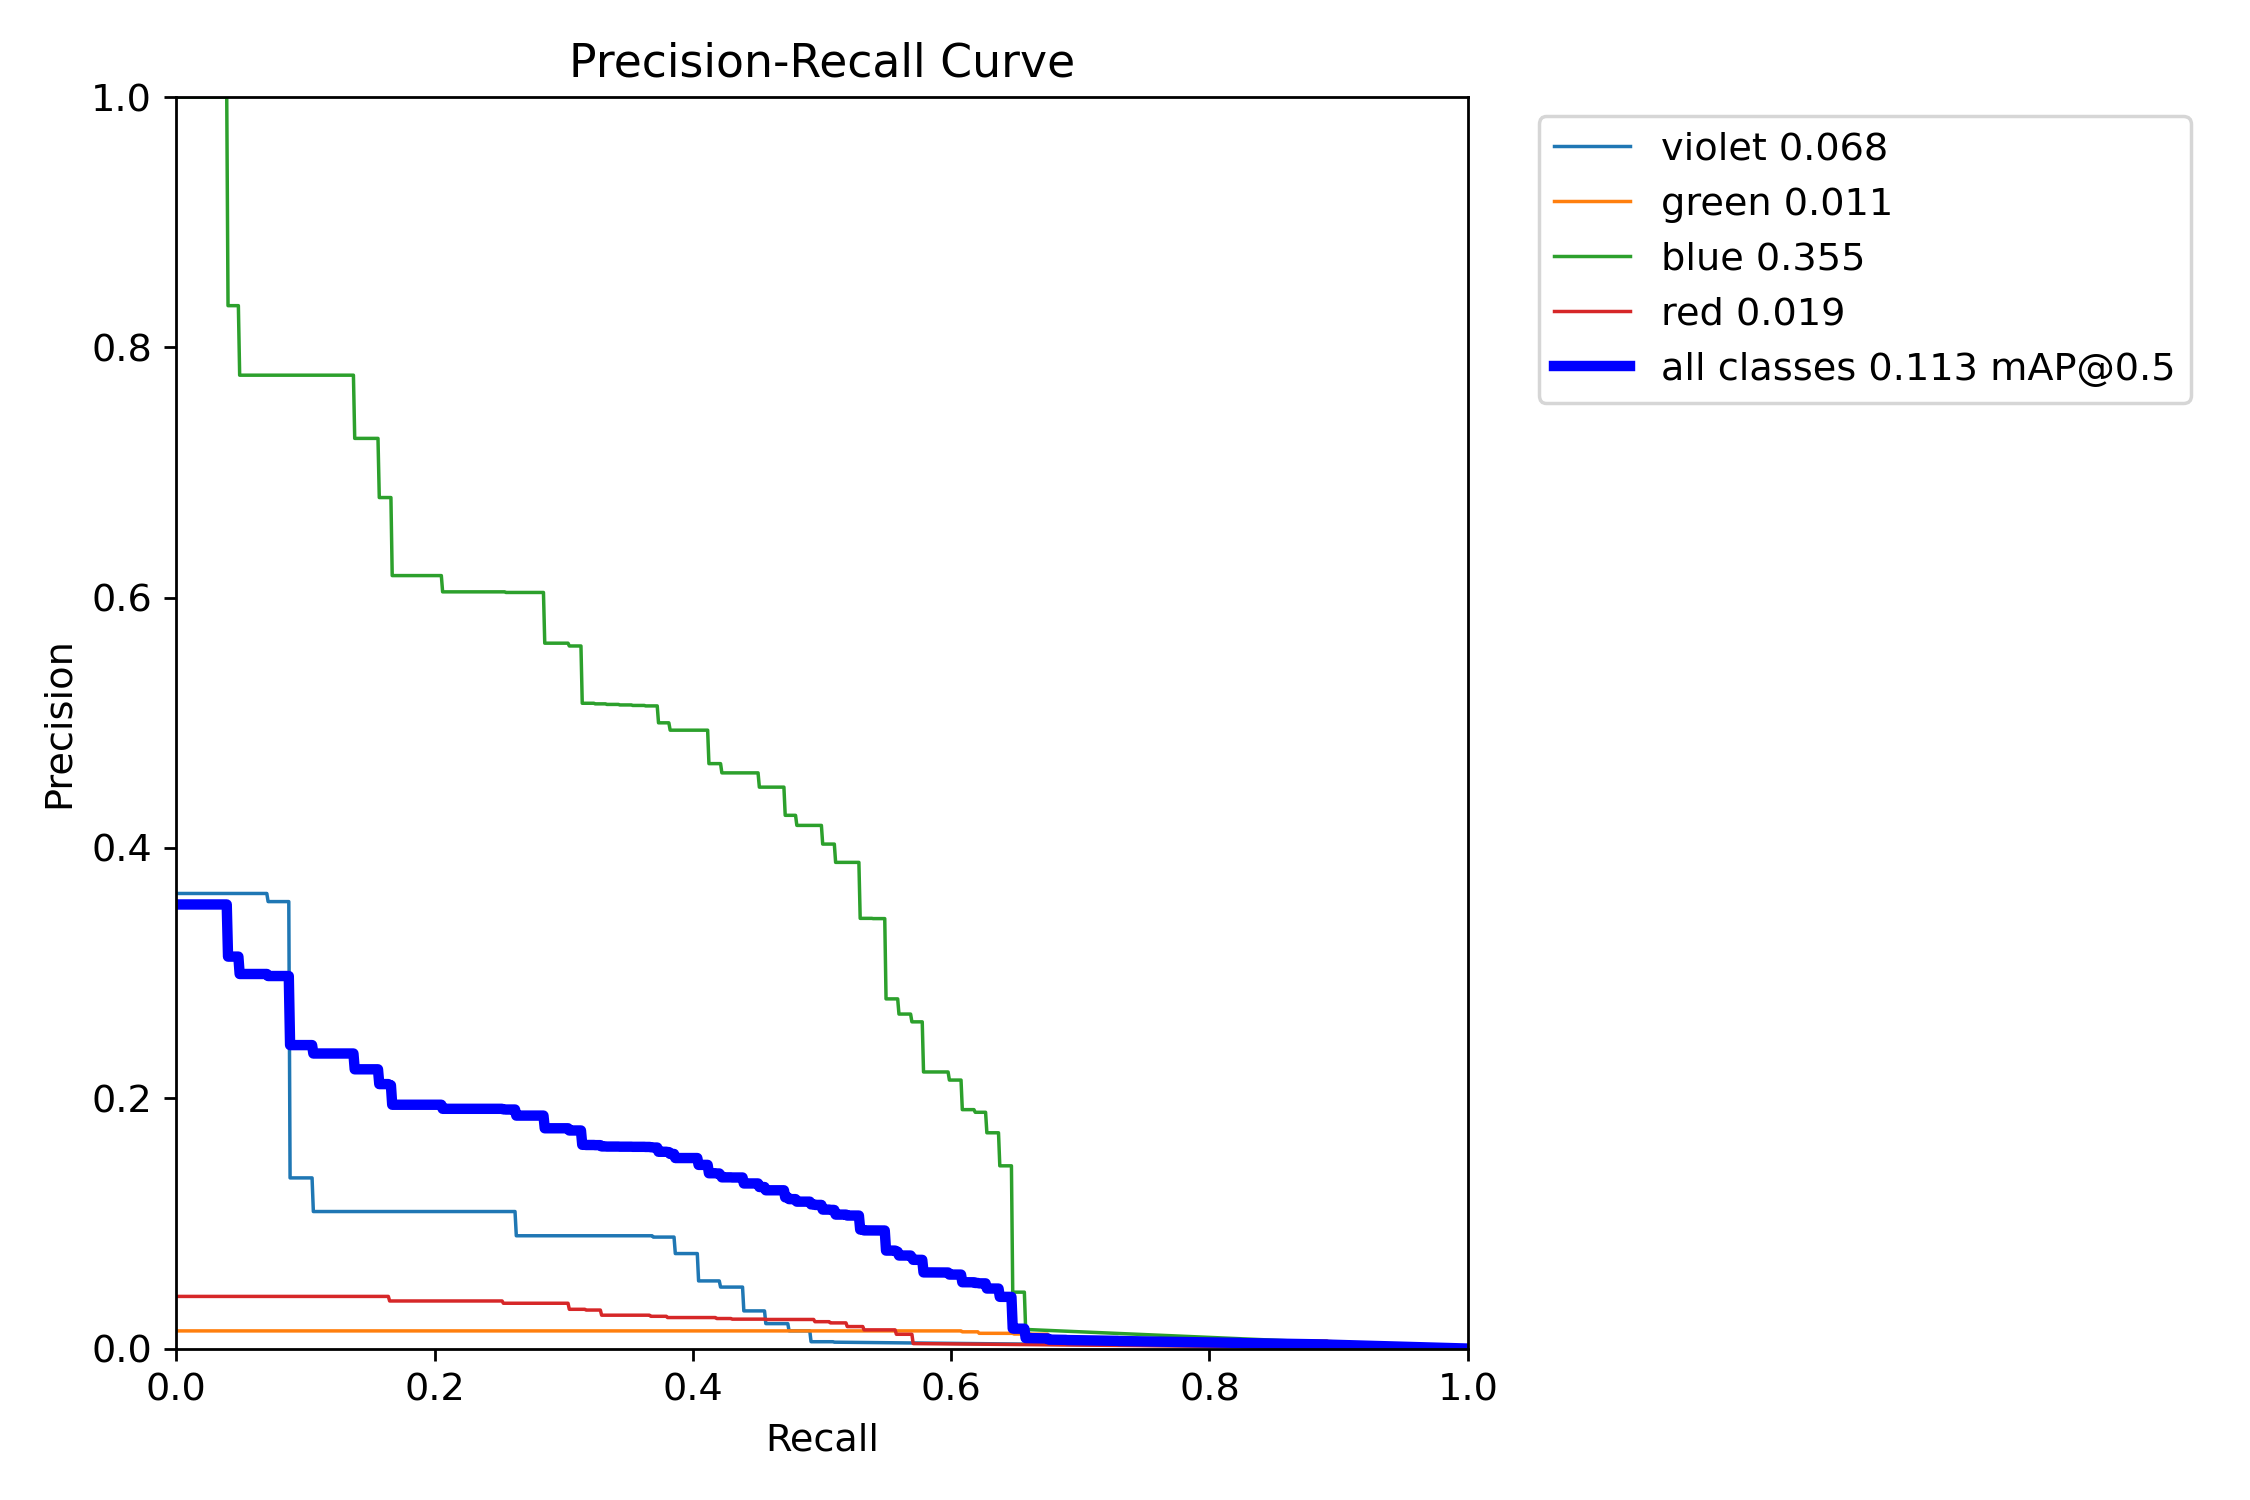 Precision-Recall Curve
1.0
0.8
0.6
0.4
0.2
0.0
Precision
0.0 0.2 0.4 0.6 0.8 1.0
Recall
violet 0.068
green 0.011
blue 0.355
red 0.019
all classes 0.113 mAP@0.5